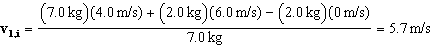 v1,i = (7.0 kg)(4.0 m/s) + (2.0 kg)(6.0 m/s) − (2.0 kg)(0 m/s) / 7.0 kg = 5.7 m/s